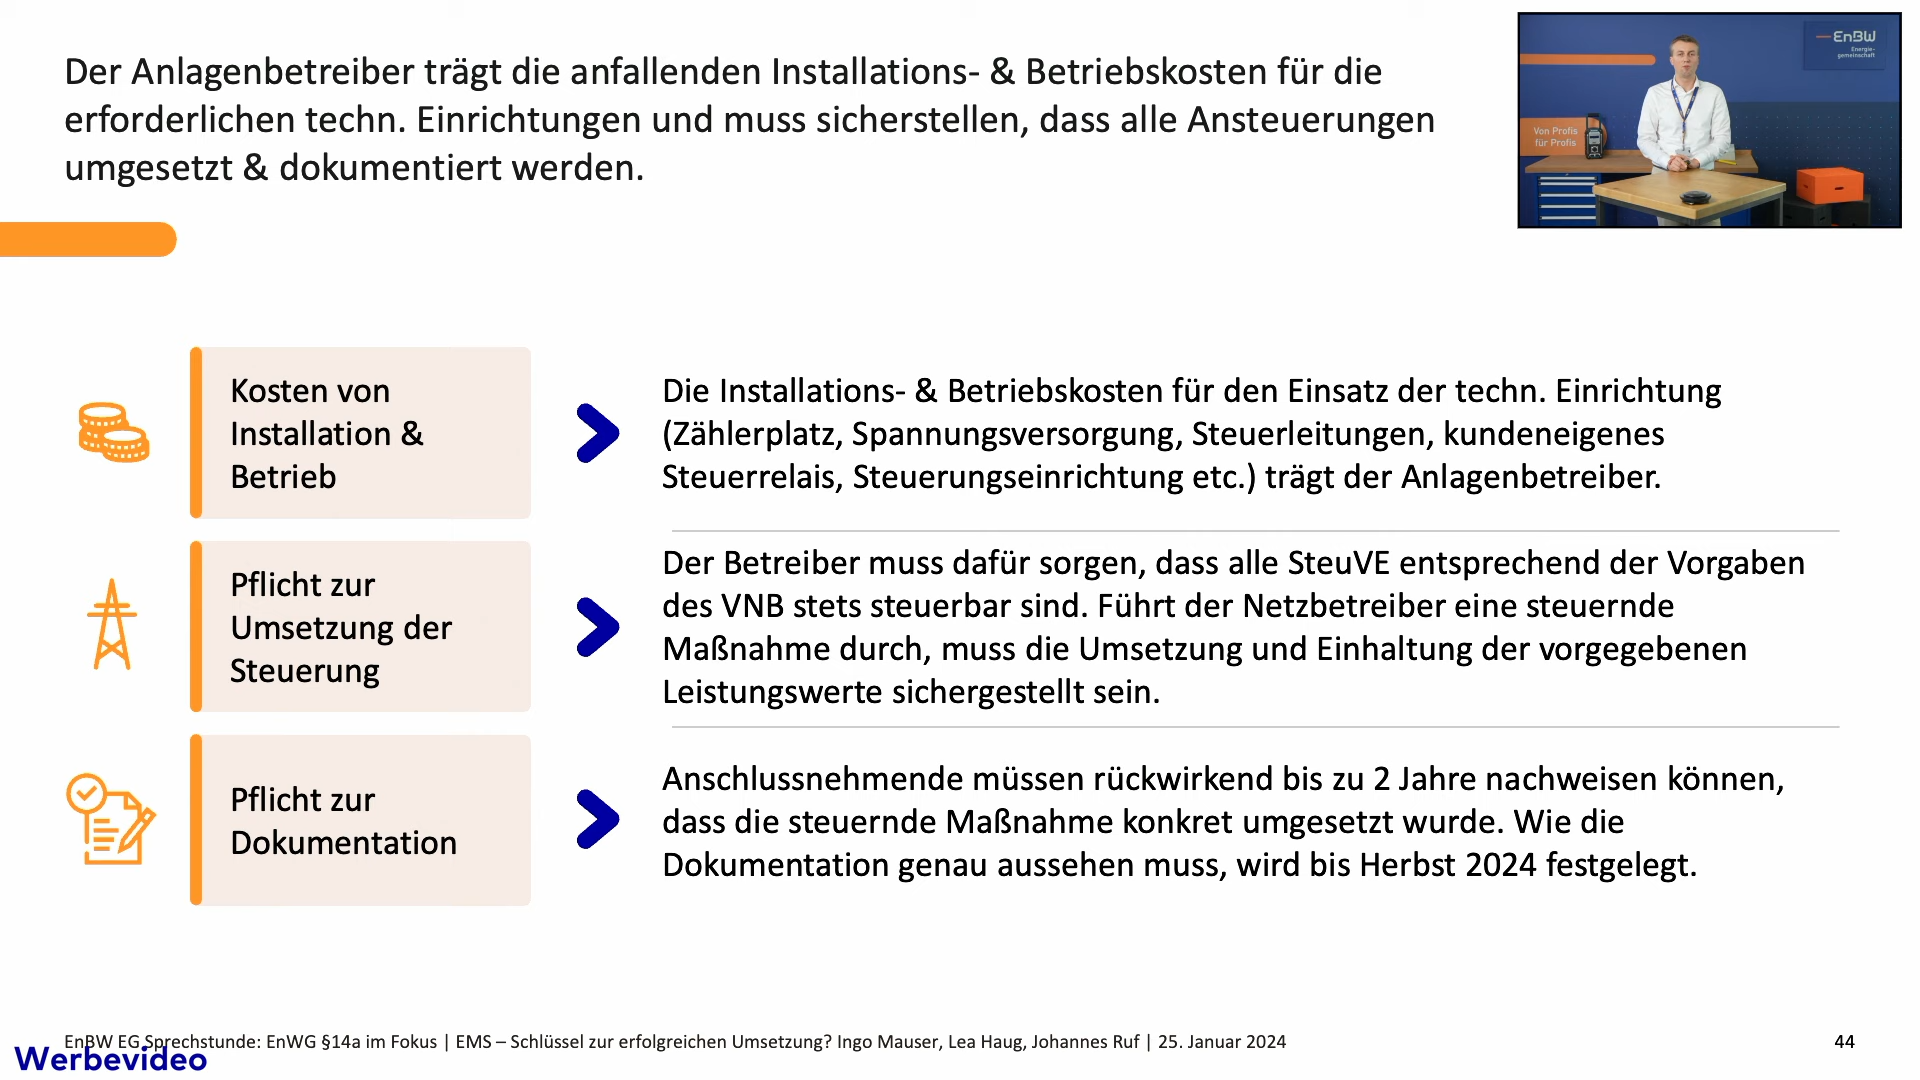 Der Anlagenbetreiber trägt die anfallenden Installations- & Betriebskosten für die
erforderlichen techn. Einrichtungen und muss sicherstellen, dass alle Ansteuerungen
umgesetzt & dokumentiert werden.
EnBW
Energie-
gemeinschaft
Von Profis
für Profis
Kosten von
Installation &
Betrieb
Die Installations- & Betriebskosten für den Einsatz der techn. Einrichtung
(Zählerplatz, Spannungsversorgung, Steuerleitungen, kundeneigenes
Steuerrelais, Steuerungseinrichtung etc.) trägt der Anlagenbetreiber.
Pflicht zur
Umsetzung der
Steuerung
Der Betreiber muss dafür sorgen, dass alle SteuVE entsprechend der Vorgaben
des VNB stets steuerbar sind. Führt der Netzbetreiber eine steuernde
Maßnahme durch, muss die Umsetzung und Einhaltung der vorgegebenen
Leistungswerte sichergestellt sein.
Pflicht zur
Dokumentation
Anschlussnehmende müssen rückwirkend bis zu 2 Jahre nachweisen können,
dass die steuernde Maßnahme konkret umgesetzt wurde. Wie die
Dokumentation genau aussehen muss, wird bis Herbst 2024 festgelegt.
EnBW EG Sprechstunde: EnWG §14a im Fokus | EMS – Schlüssel zur erfolgreichen Umsetzung? Ingo Mauser, Lea Haug, Johannes Ruf | 25. Januar 2024
44
Werbevideo